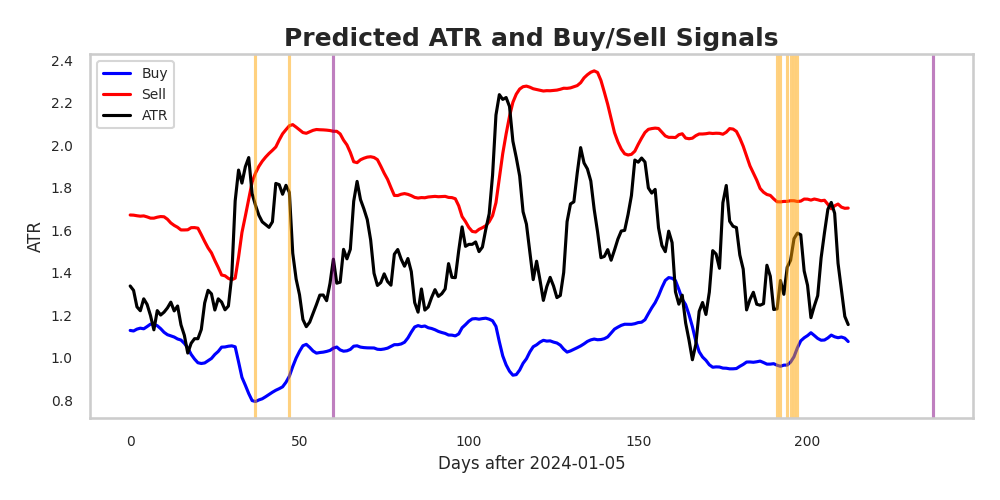 Predicted ATR and Buy/Sell Signals
Buy
Sell
ATR
2.4
2.2
2.0
1.8
1.6
1.4
1.2
1.0
0.8
ATR
0 50 100 150 200
Days after 2024-01-05